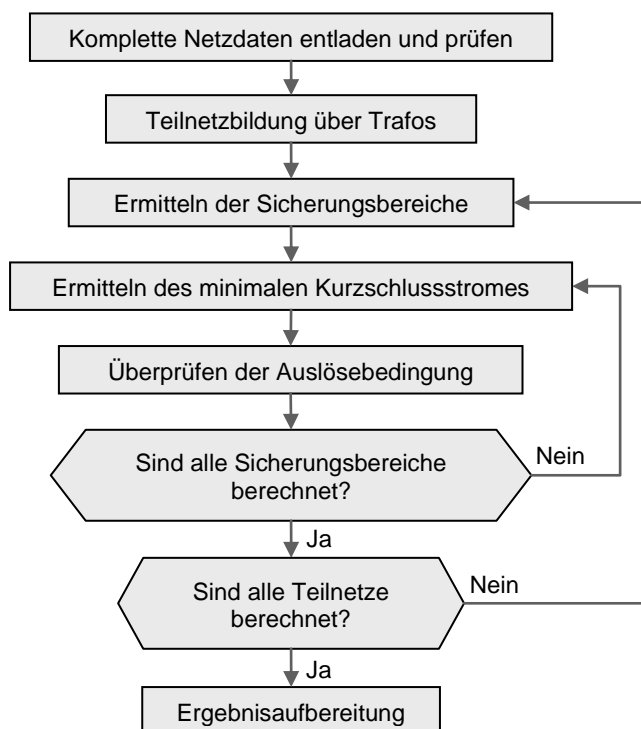 Komplette Netzdaten entladen und prüfen
Teilnetzbildung über Trafos
Ermitteln der Sicherungsbereiche
Ermitteln des minimalen Kurzschlussstromes
Überprüfen der Auslösebedingung
Sind alle Sicherungsbereiche
berechnet?
Nein
Ja
Sind alle Teilnetze
berechnet?
Nein
Ja
Ergebnisaufbereitung